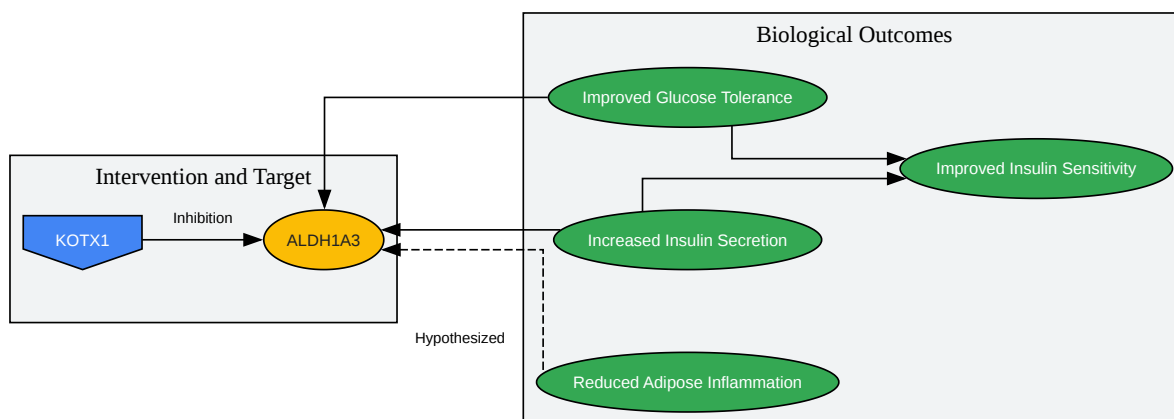 Biological Outcomes
Improved Glucose Tolerance
Improved Insulin Sensitivity
Intervention and Target
Inhibition
KOTX1
ALDH1A3
Increased Insulin Secretion
Hypothesized
Reduced Adipose Inflammation